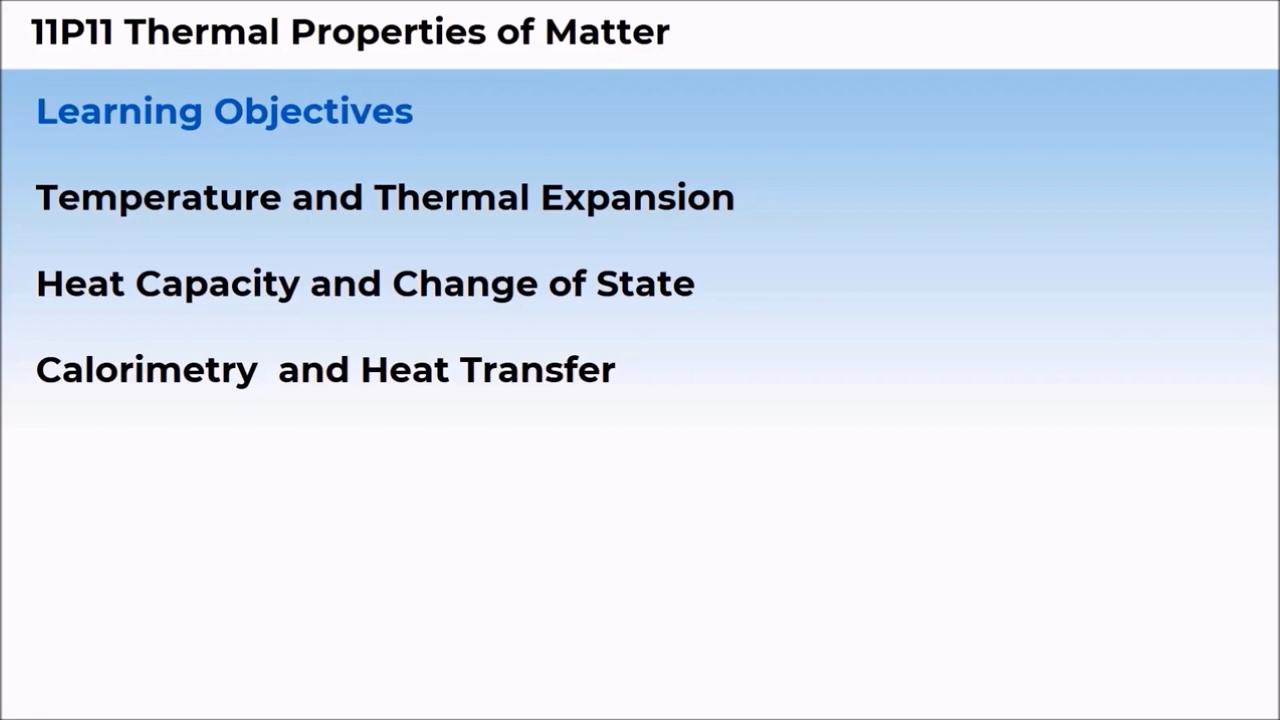 11P11 Thermal Properties of Matter
Learning Objectives
Temperature and Thermal Expansion
Heat Capacity and Change of State
Calorimetry  and Heat Transfer